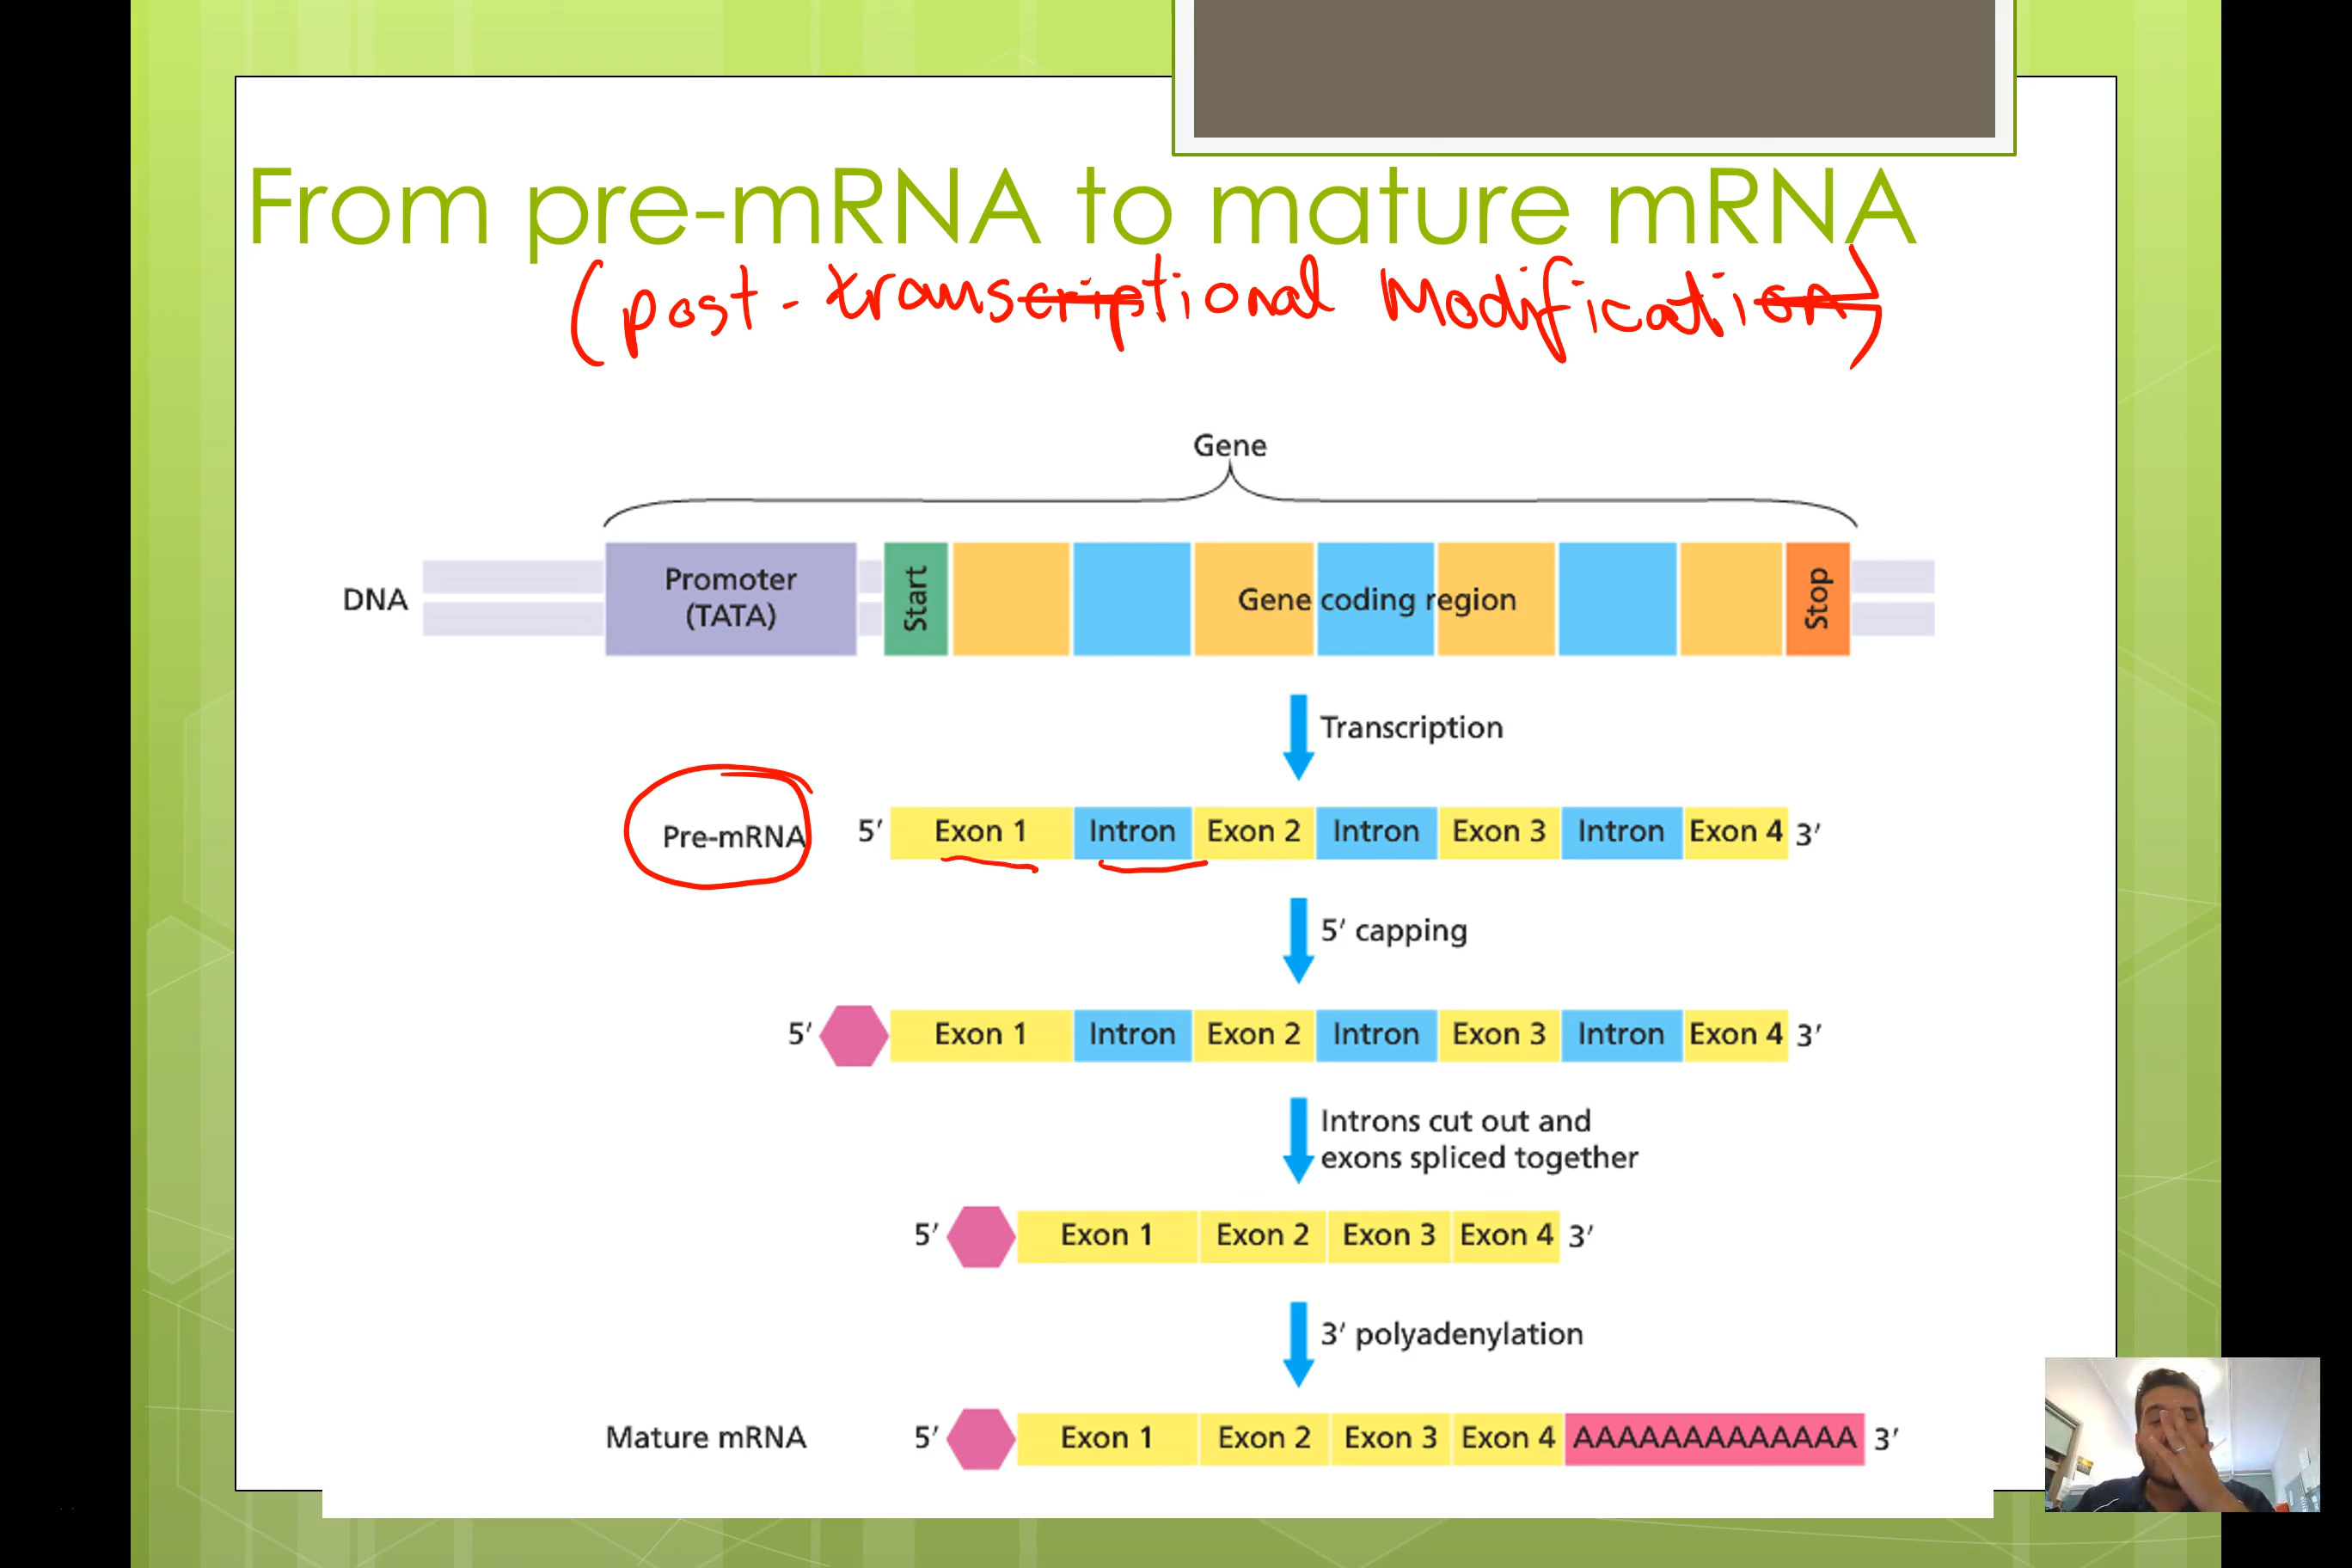 From pre-mRNA to mature mRNA
(post-transcriptional Modification)
Gene
DNA
Promoter
(TATA)
Start
Gene coding region
Stop
Transcription
Pre-mRNA 5′ Exon 1 Intron Exon 2 Intron Exon 3 Intron Exon 4 3′
5′ capping
5′ Exon 1 Intron Exon 2 Intron Exon 3 Intron Exon 4 3′
Introns cut out and
exons spliced together
5′ Exon 1 Exon 2 Exon 3 Exon 4 3′
3′ polyadenylation
Mature mRNA 5′ Exon 1 Exon 2 Exon 3 Exon 4 AAAAAAAAAAAAA 3′